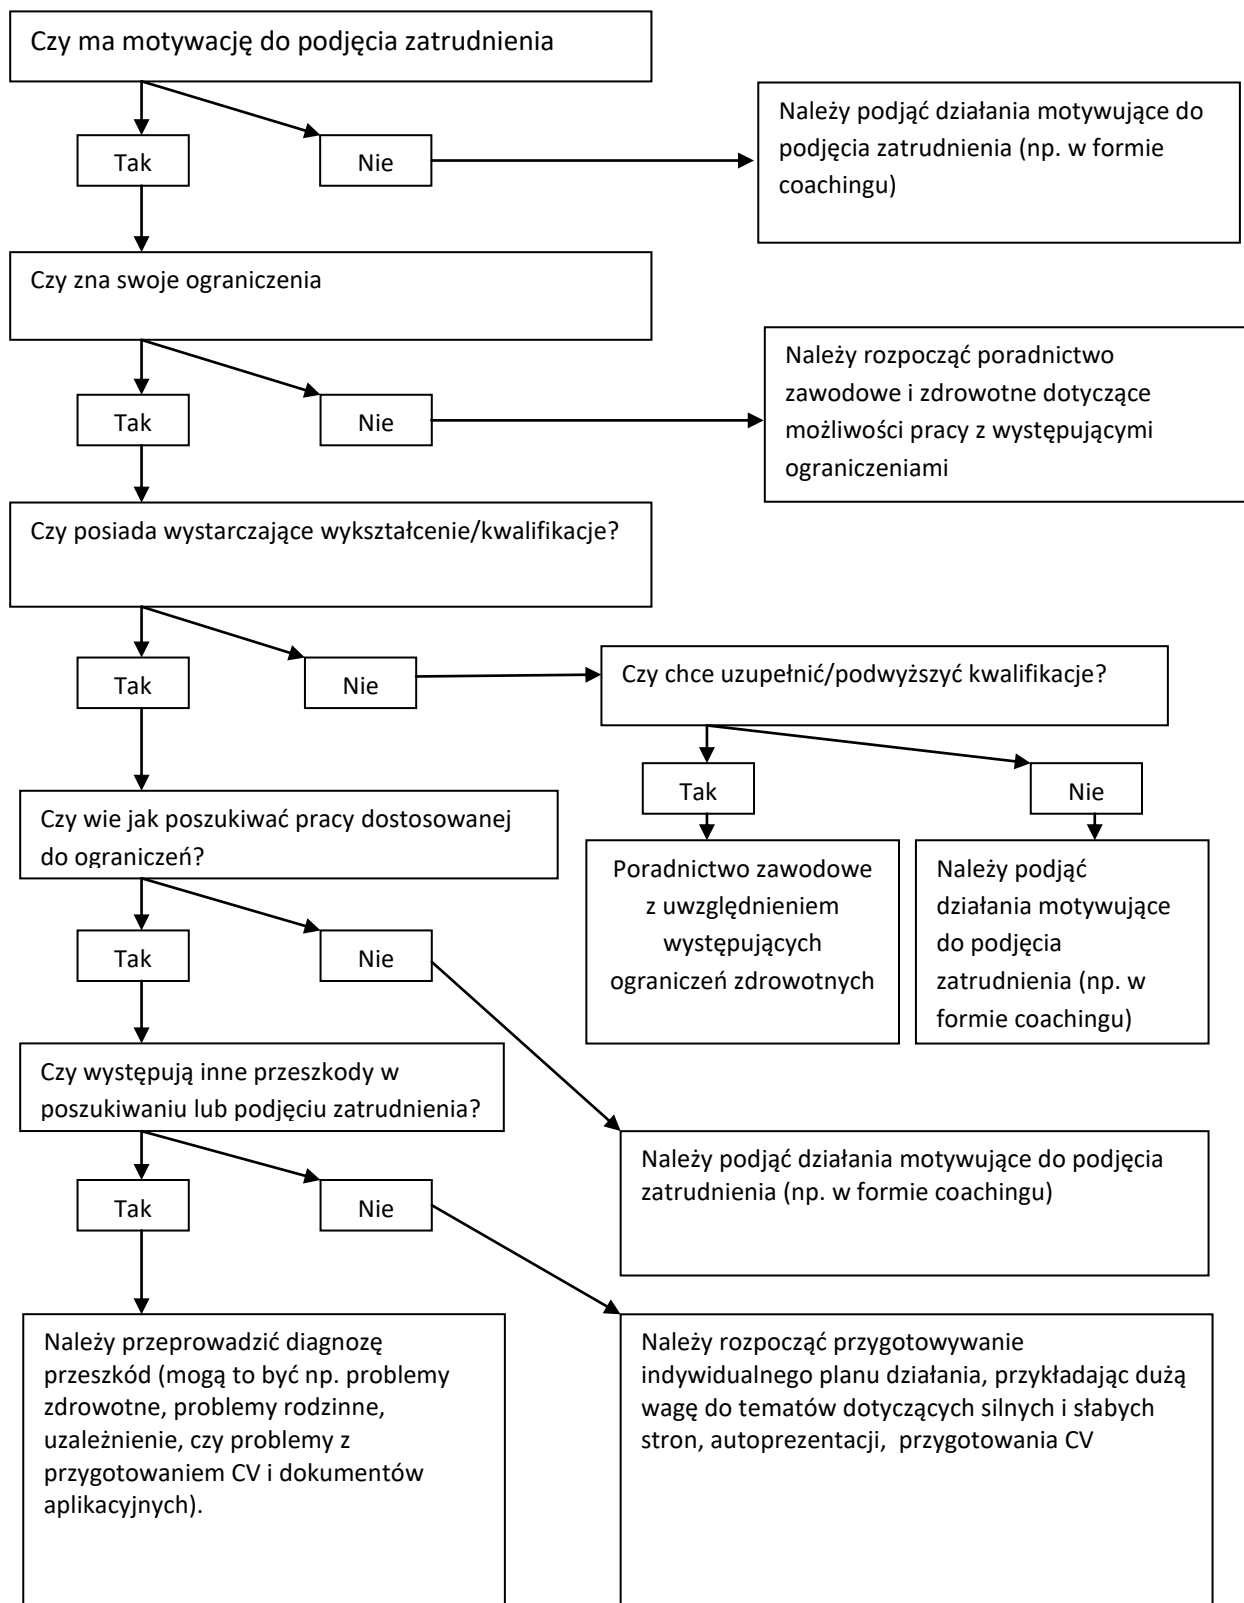 Czy ma motywację do podjęcia zatrudnienia
Należy podjąć działania motywujące do
podjęcia zatrudnienia (np. w formie
coachingu)
Tak
Nie
Czy zna swoje ograniczenia
Należy rozpocząć poradnictwo
zawodowe i zdrowotne dotyczące
możliwości pracy z występującymi
ograniczeniami
Tak
Nie
Czy posiada wystarczające wykształcenie/kwalifikacje?
Tak
Nie
Czy chce uzupełnić/podwyższyć kwalifikacje?
Tak
Nie
Czy wie jak poszukiwać pracy dostosowanej
do ograniczeń?
Poradnictwo zawodowe
z uwzględnieniem
występujących
ograniczeń zdrowotnych
Należy podjąć
działania motywujące
do podjęcia
zatrudnienia (np. w
formie coachingu)
Tak
Nie
Czy występują inne przeszkody w
poszukiwaniu lub podjęciu zatrudnienia?
Należy podjąć działania motywujące do podjęcia
zatrudnienia (np. w formie coachingu)
Tak
Nie
Należy przeprowadzić diagnozę
przeszkód (mogą to być np. problemy
zdrowotne, problemy rodzinne,
uzależnienie, czy problemy z
przygotowaniem CV i dokumentów
aplikacyjnych).
Należy rozpocząć przygotowywanie
indywidualnego planu działania, przykładając dużą
wagę do tematów dotyczących silnych i słabych
stron, autoprezentacji,  przygotowania CV